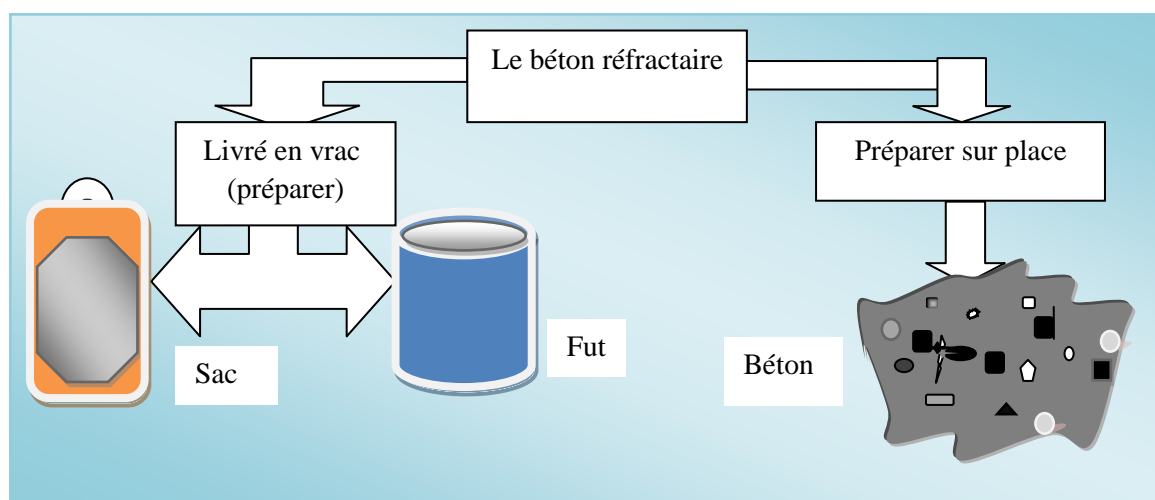 Le béton réfractaire
Livré en vrac
(préparer)
Préparer sur place
Sac
Fut
Béton